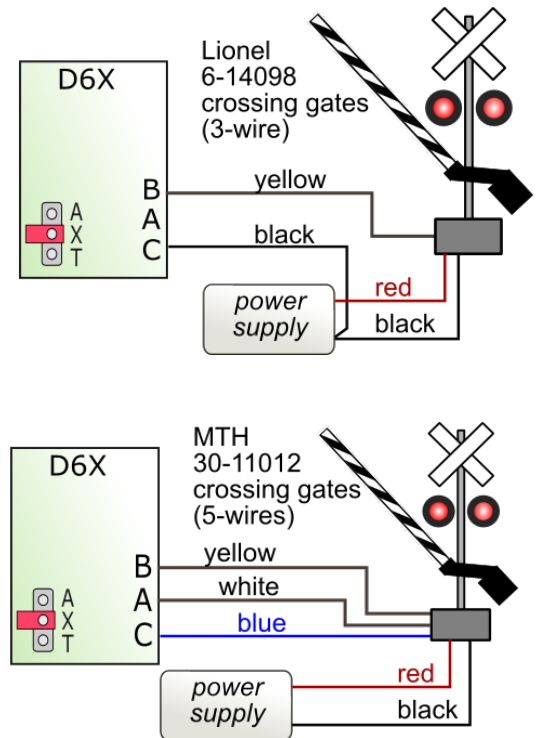 D6X
Lionel
6-14098
crossing gates
(3-wire)
B
A
C
A
X
T
yellow
black
power
supply
red
black
D6X
MTH
30-11012
crossing gates
(5-wires)
B
A
C
A
X
T
yellow
white
blue
power
supply
red
black